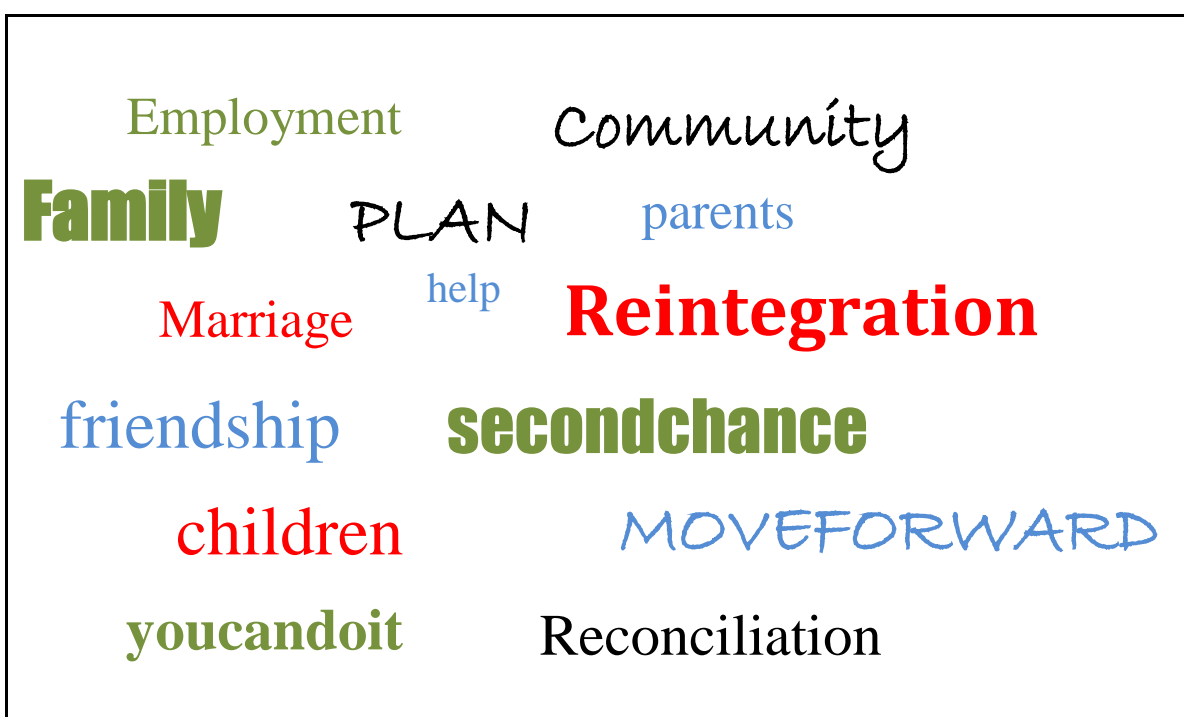 Employment Community
Family PLAN parents
help
Marriage Reintegration
friendship secondchance
children MOVEFORWARD
youcandoit Reconciliation